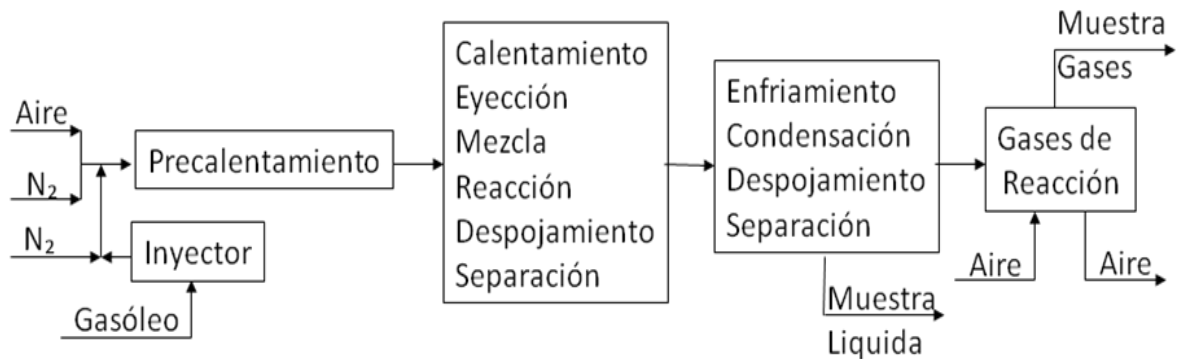 Aire
N₂
N₂
Gasóleo
Inyector
Precalentamiento
Calentamiento
Eyección
Mezcla
Reacción
Despojamiento
Separación
Enfriamiento
Condensación
Despojamiento
Separación
Muestra
Liquida
Gases de
Reacción
Muestra
Gases
Aire
Aire